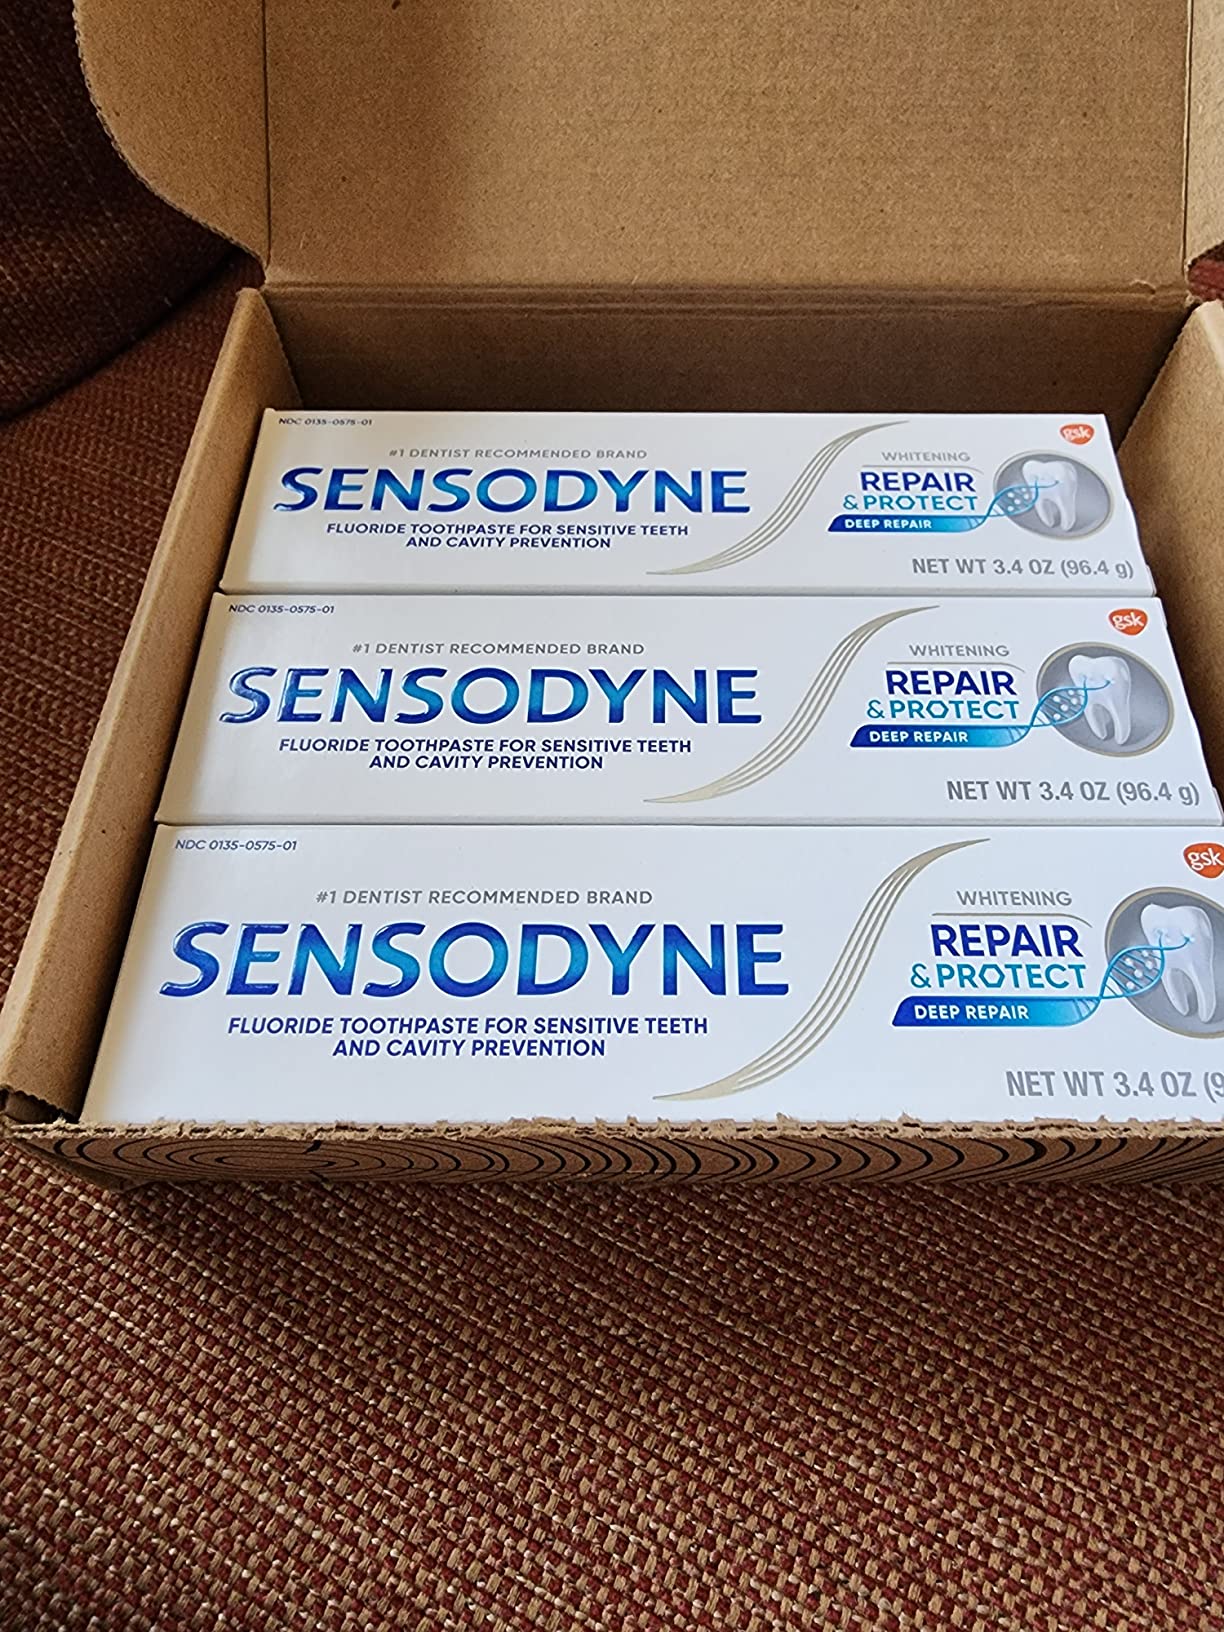 NDC 0135-0575-01
gsk
#1 DENTIST RECOMMENDED BRAND
SENSODYNE
FLUORIDE TOOTHPASTE FOR SENSITIVE TEETH
AND CAVITY PREVENTION
WHITENING
REPAIR
& PROTECT
DEEP REPAIR
NET WT 3.4 OZ (96.4 g)
NDC 0135-0575-01
gsk
#1 DENTIST RECOMMENDED BRAND
SENSODYNE
FLUORIDE TOOTHPASTE FOR SENSITIVE TEETH
AND CAVITY PREVENTION
WHITENING
REPAIR
& PROTECT
DEEP REPAIR
NET WT 3.4 OZ (96.4 g)
NDC 0135-0575-01
gsk
#1 DENTIST RECOMMENDED BRAND
SENSODYNE
FLUORIDE TOOTHPASTE FOR SENSITIVE TEETH
AND CAVITY PREVENTION
WHITENING
REPAIR
& PROTECT
DEEP REPAIR
NET WT 3.4 OZ (9